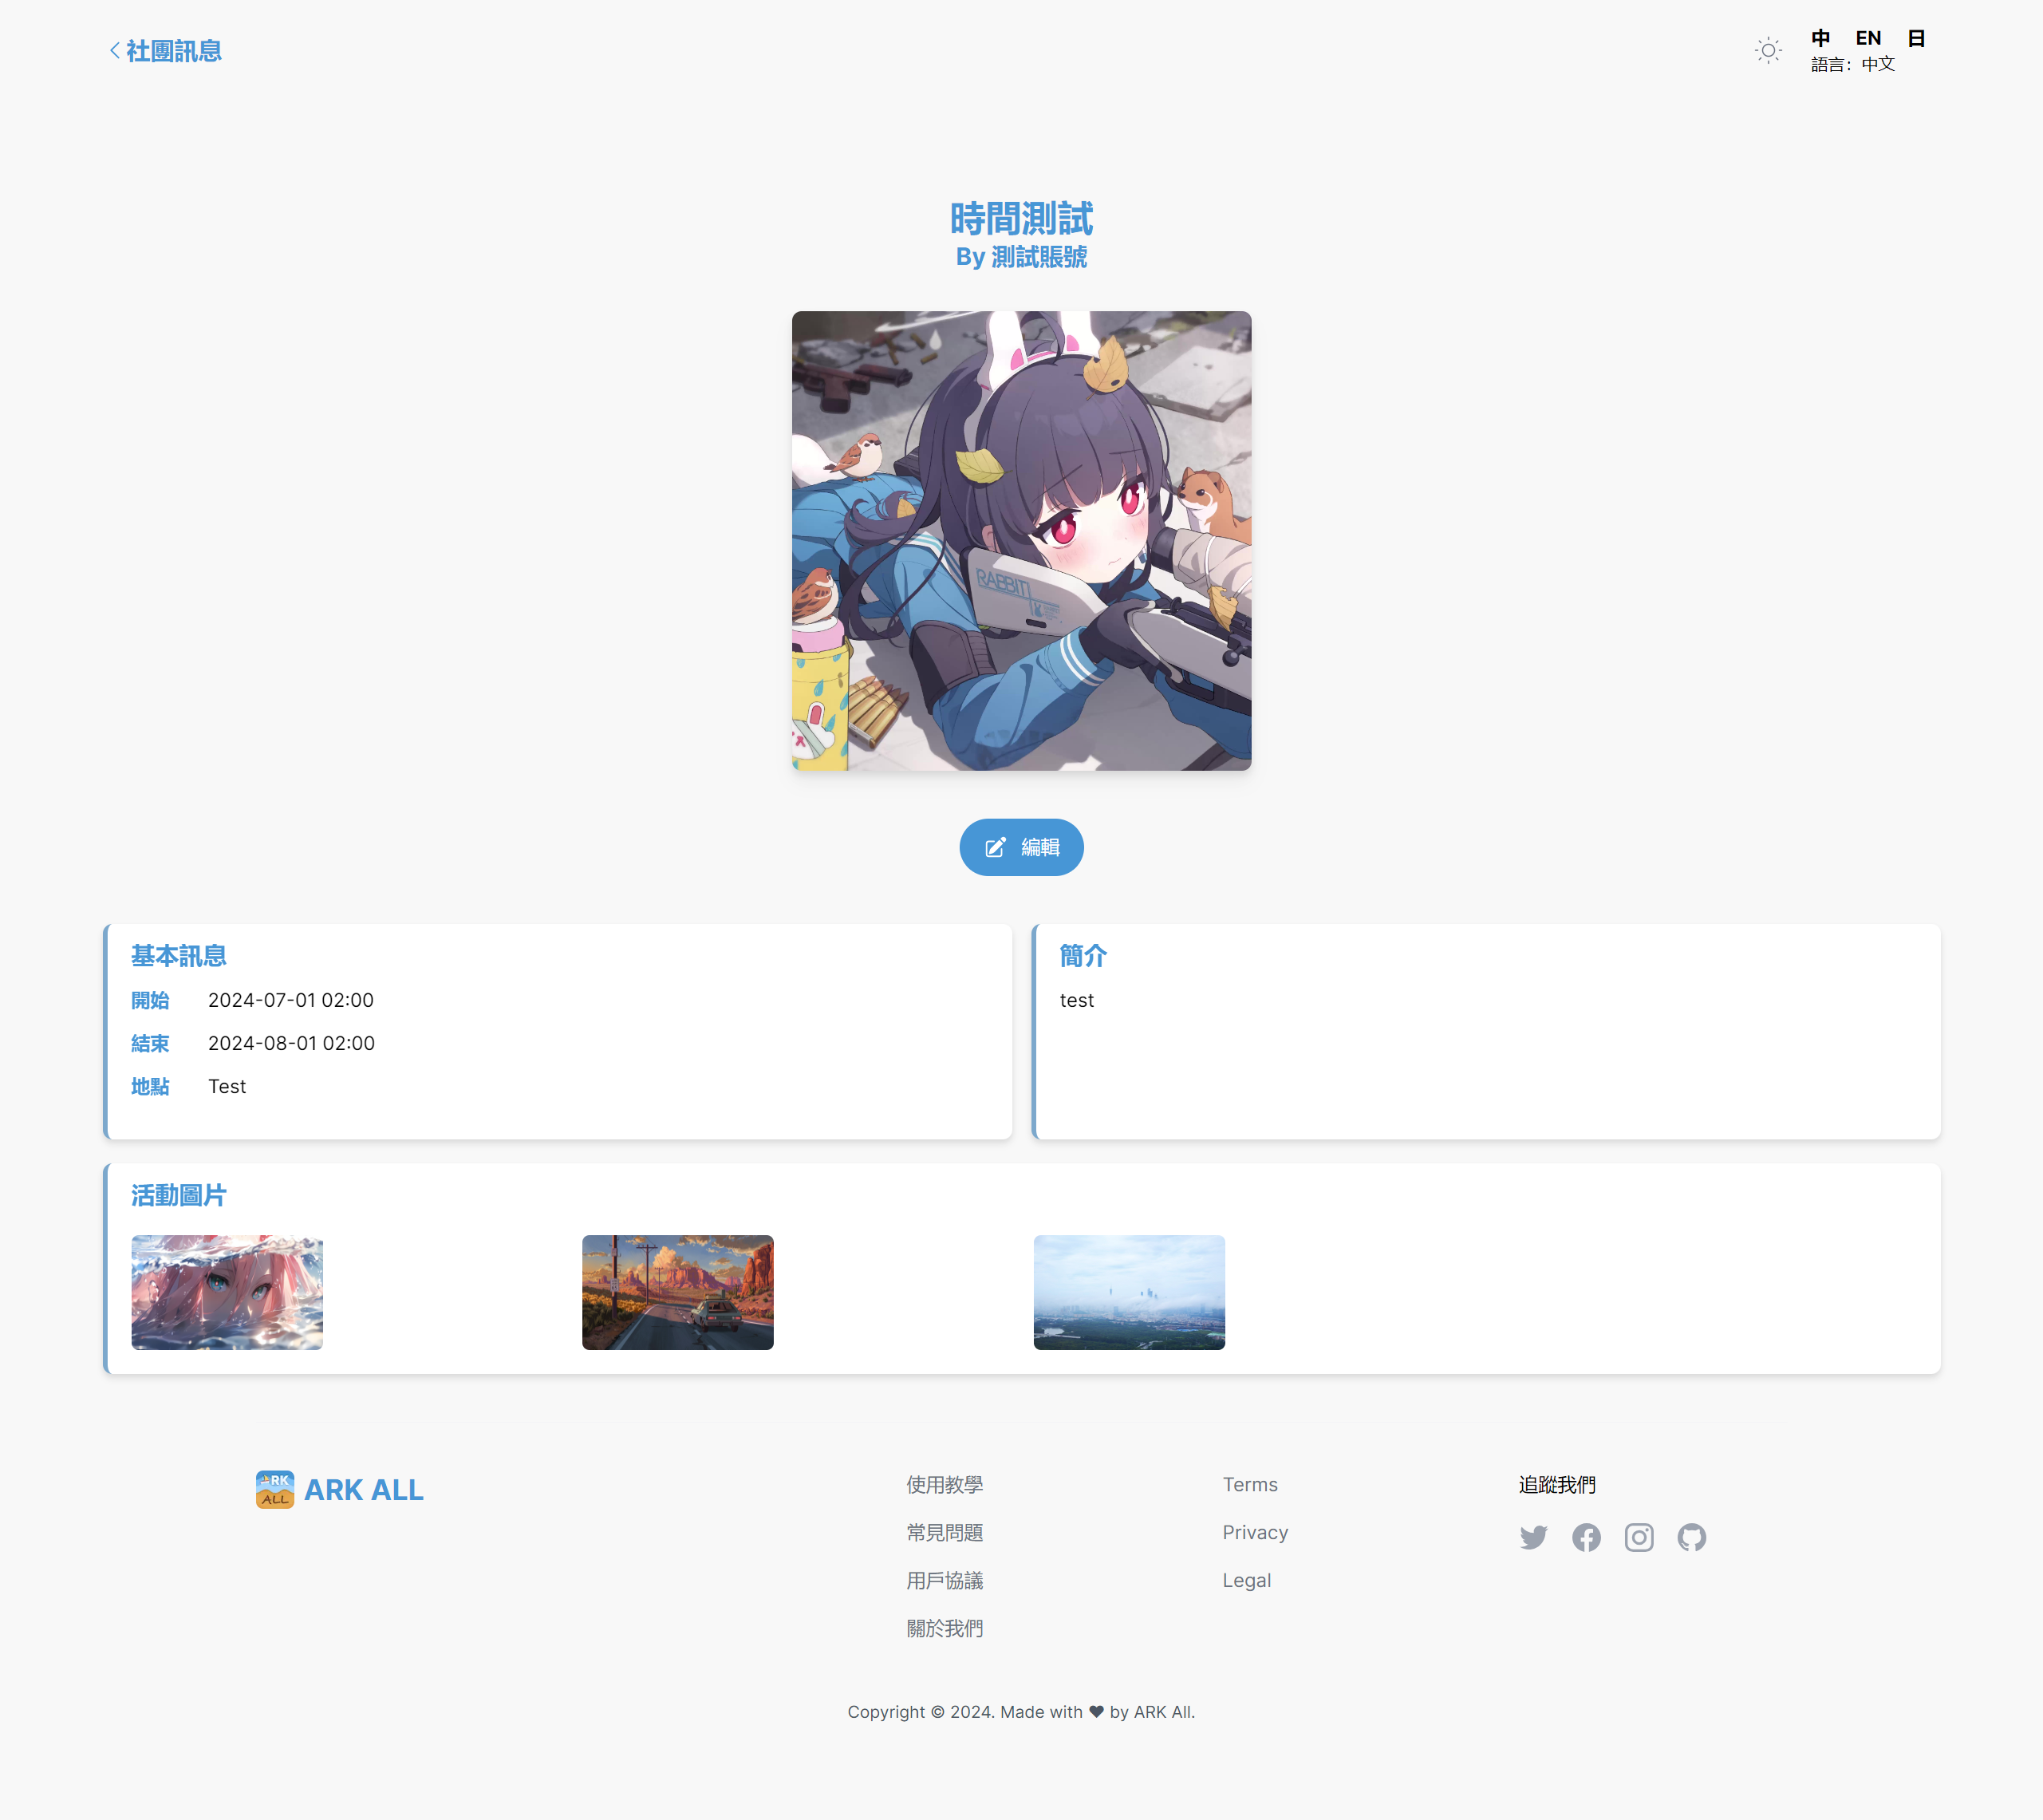 社團訊息
中 EN 日
語言：中文
時間測試
By 測試賬號
RABBIT1
編輯
基本訊息
開始 2024-07-01 02:00
結束 2024-08-01 02:00
地點 Test
簡介
test
活動圖片
ARK
ALL
ARK ALL
使用教學
常見問題
用戶協議
關於我們
Terms
Privacy
Legal
追蹤我們
Copyright © 2024. Made with ❤ by ARK All.